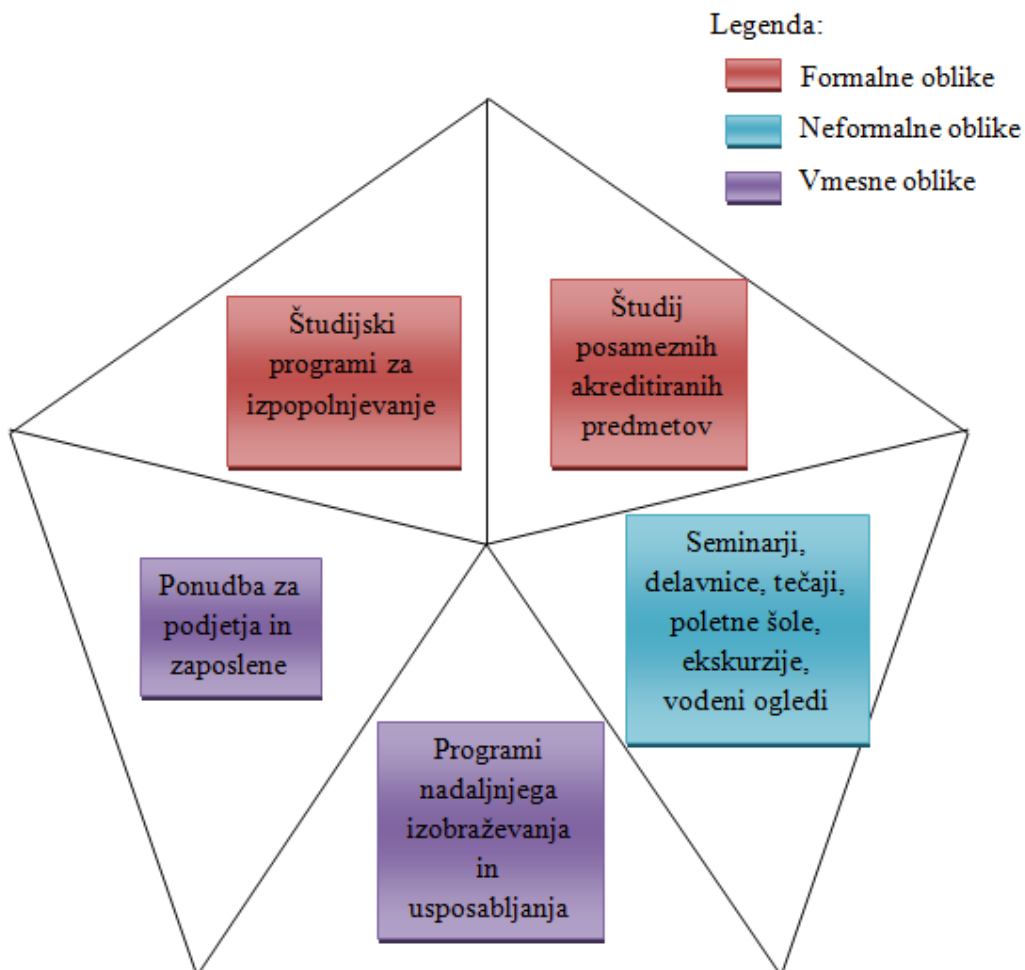 Legenda:
Formalne oblike
Neformalne oblike
Vmesne oblike
Študijski
programi za
izpopolnjevanje
Študij
posameznih
akreditiranih
predmetov
Ponudba za
podjetja in
zaposlene
Seminarji,
delavnice, tečaji,
poletne šole,
ekskurzije,
vodeni ogledi
Programi
nadaljnjega
izobraževanja
in
usposabljanja